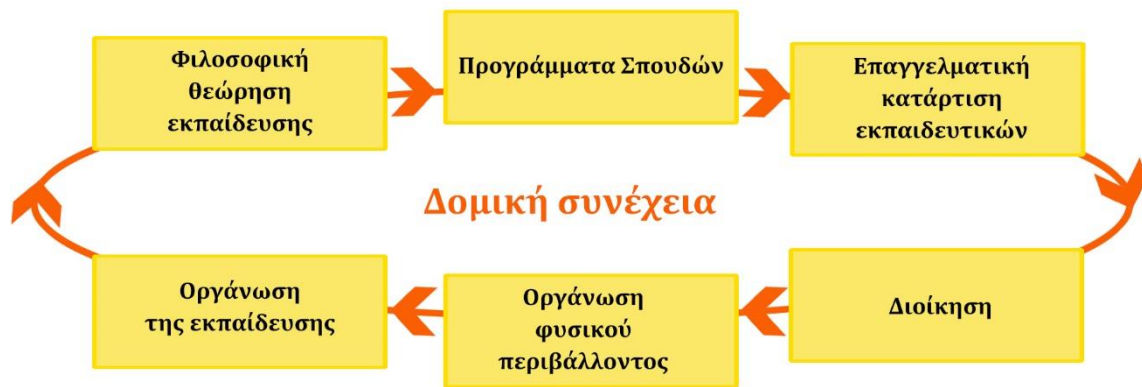 Φιλοσοφική
θεώρηση
εκπαίδευσης
Προγράμματα Σπουδών
Επαγγελματική
κατάρτιση
εκπαιδευτικών
Δομική συνέχεια
Οργάνωση
της εκπαίδευσης
Οργάνωση
φυσικού
περιβάλλοντος
Διοίκηση